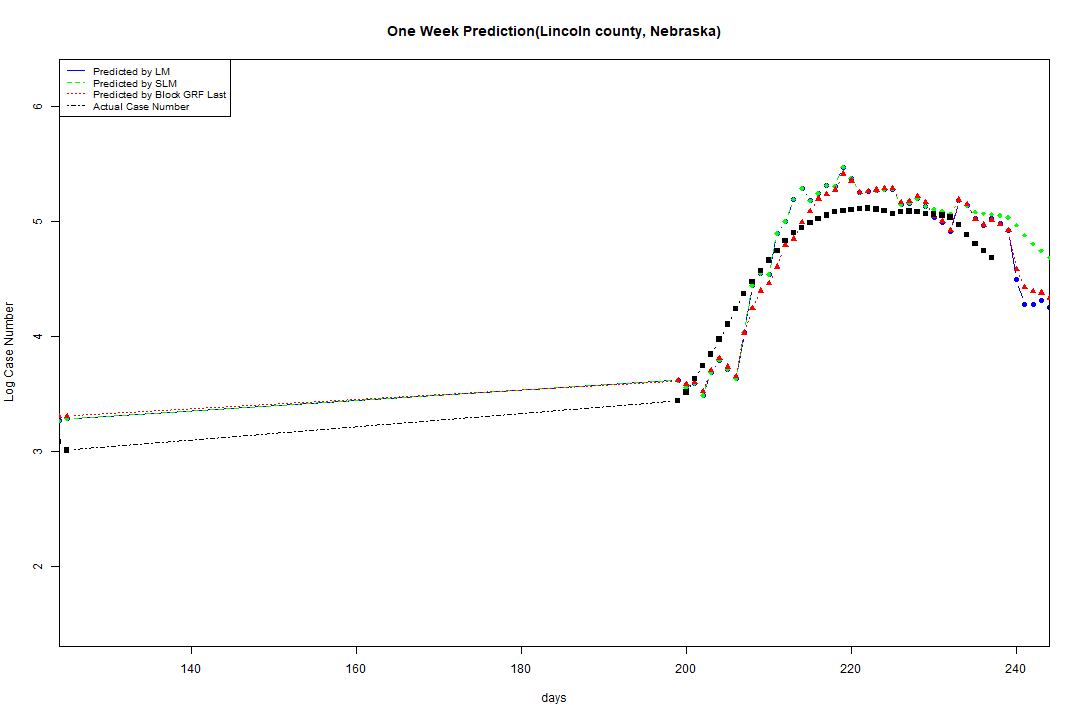 One Week Prediction(Lincoln county, Nebraska)
Predicted by LM
Predicted by SLM
Predicted by Block GRF Last
Actual Case Number
6
5
4
3
2
Log Case Number
140 160 180 200 220 240
days